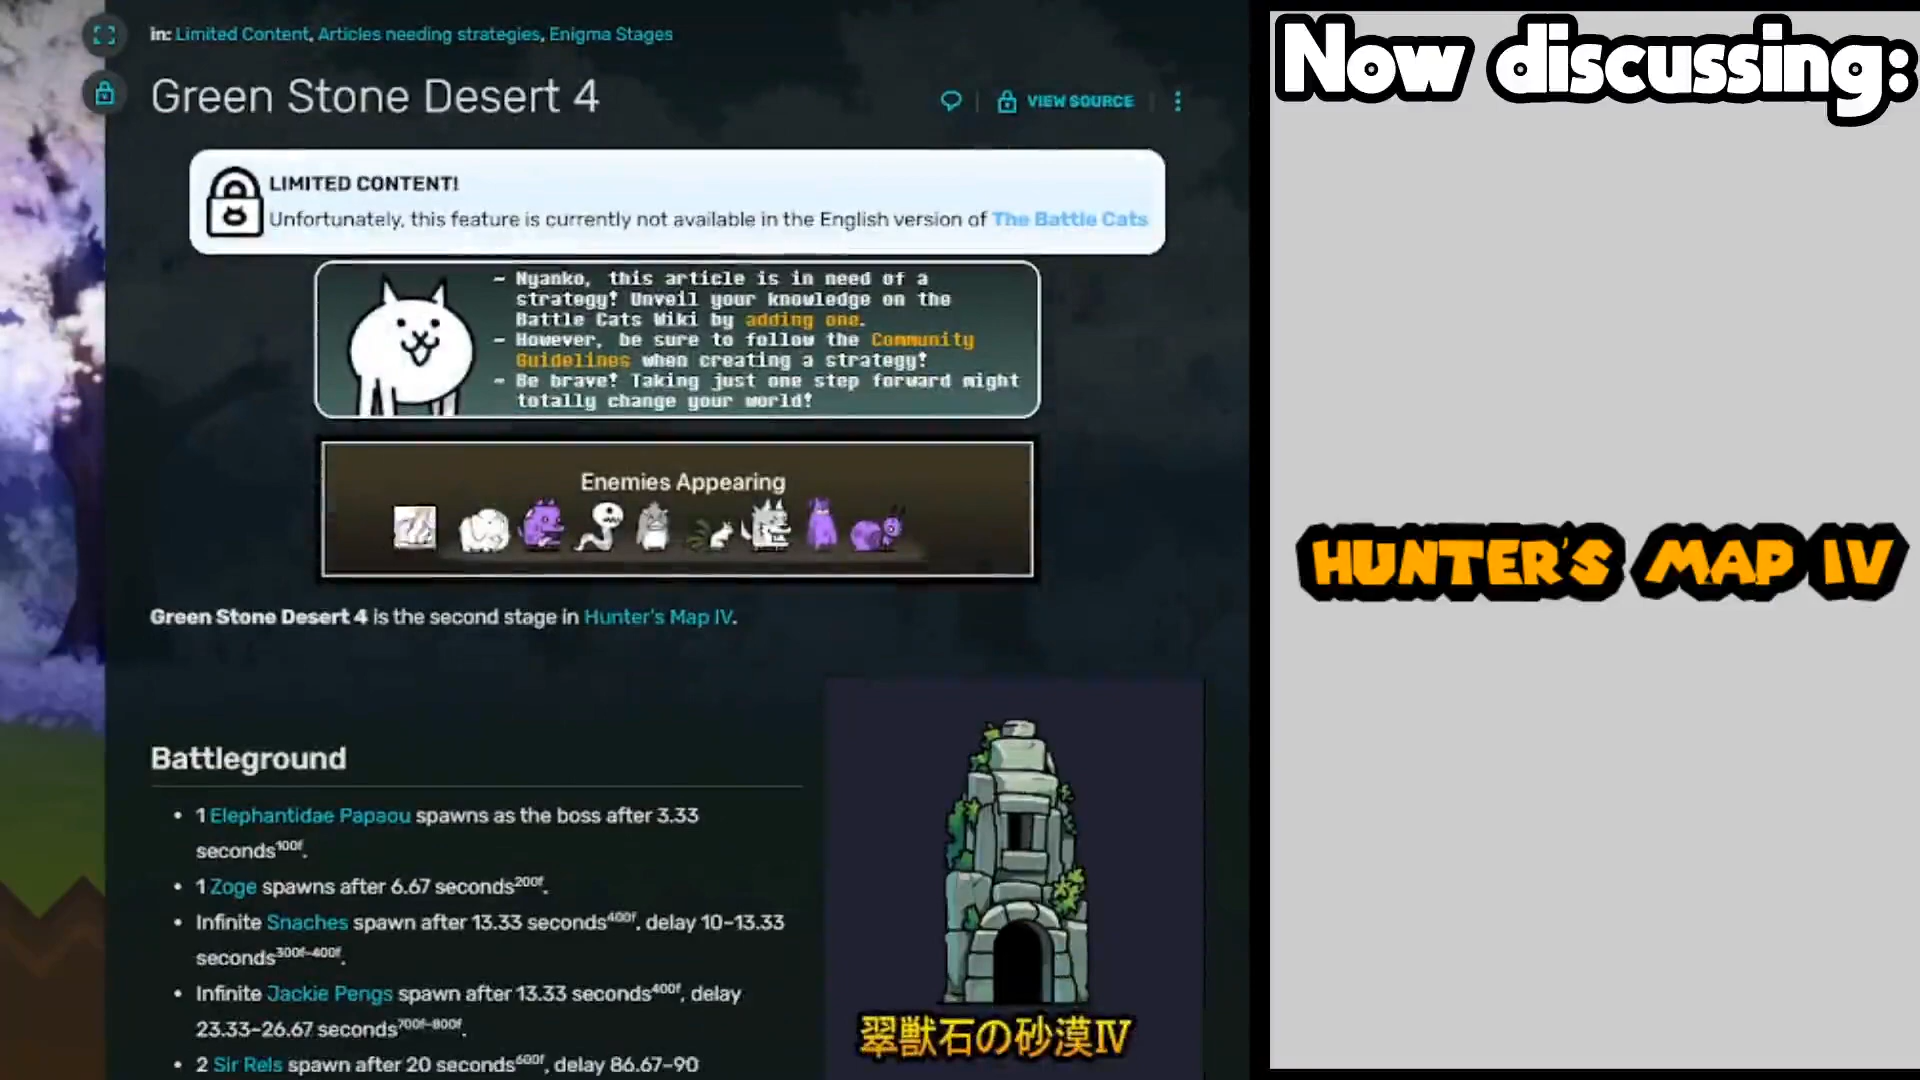 in: Limited Content, Articles needing strategies, Enigma Stages
Green Stone Desert 4
VIEW SOURCE
LIMITED CONTENT!
Unfortunately, this feature is currently not available in the English version of The Battle Cats
- Nyanko, this article is in need of a
strategy! Unveil your knowledge on the
Battle Cats Wiki by adding one.
- However, be sure to follow the Community
Guidelines when creating a strategy!
- Be brave! Taking just one step forward might
totally change your world!
Enemies Appearing
Green Stone Desert 4 is the second stage in Hunter's Map IV.
Battleground
• 1 Elephantidae Papaou spawns as the boss after 3.33
seconds100f.
• 1 Zoge spawns after 6.67 seconds200f.
• Infinite Snaches spawn after 13.33 seconds400f, delay 10–13.33
seconds300f–400f.
• Infinite Jackie Pengs spawn after 13.33 seconds400f, delay
23.33–26.67 seconds700f–800f.
• 2 Sir Rels spawn after 20 seconds600f, delay 86.67–90
翠獣石の砂漠Ⅳ
Now discussing:
HUNTER'S MAP IV